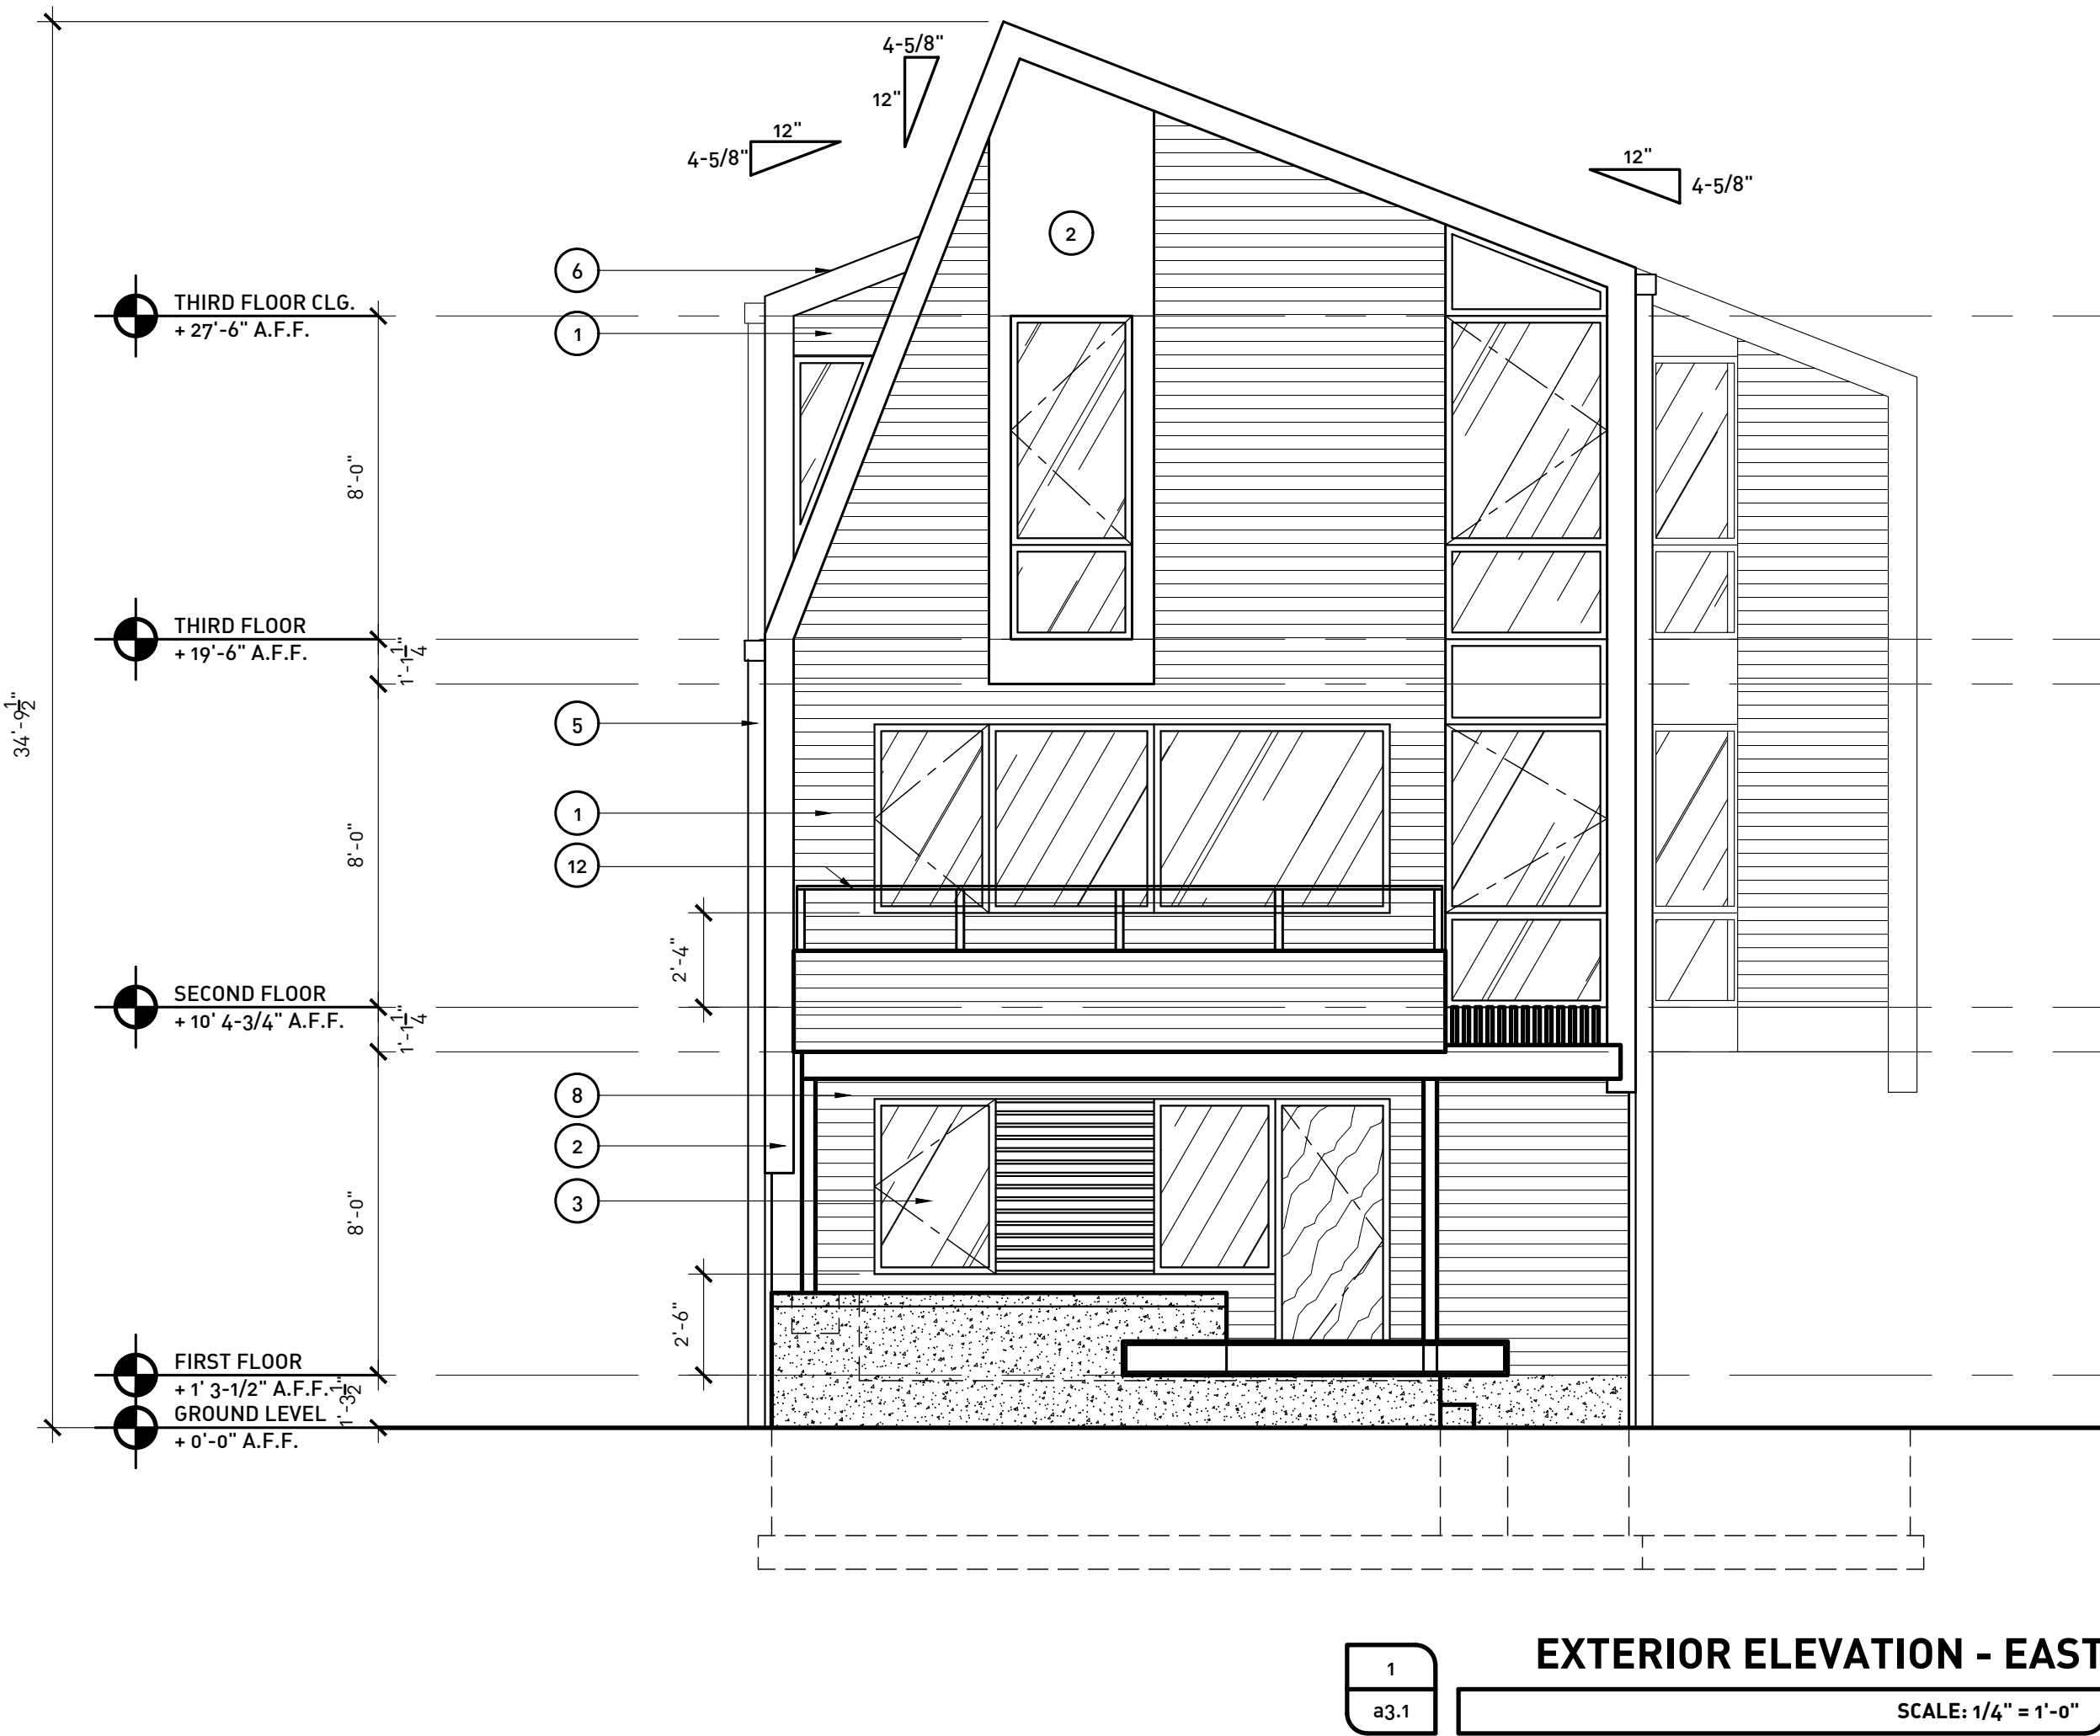 4-5/8"
12"
12"
4-5/8"
12"
4-5/8"
2
6
THIRD FLOOR CLG.
+ 27'-6" A.F.F.
1
8'-0"
THIRD FLOOR
+ 19'-6" A.F.F.
1'-1 1/4"
34'-9 1/2"
5
1
8'-0"
12
2'-4"
SECOND FLOOR
+ 10' 4-3/4" A.F.F.
1'-1 1/4"
8
2
3
8'-0"
2'-6"
FIRST FLOOR
+ 1' 3-1/2" A.F.F.
1'-3 1/2"
GROUND LEVEL
+ 0'-0" A.F.F.
1
a3.1
EXTERIOR ELEVATION - EAST
SCALE: 1/4" = 1'-0"